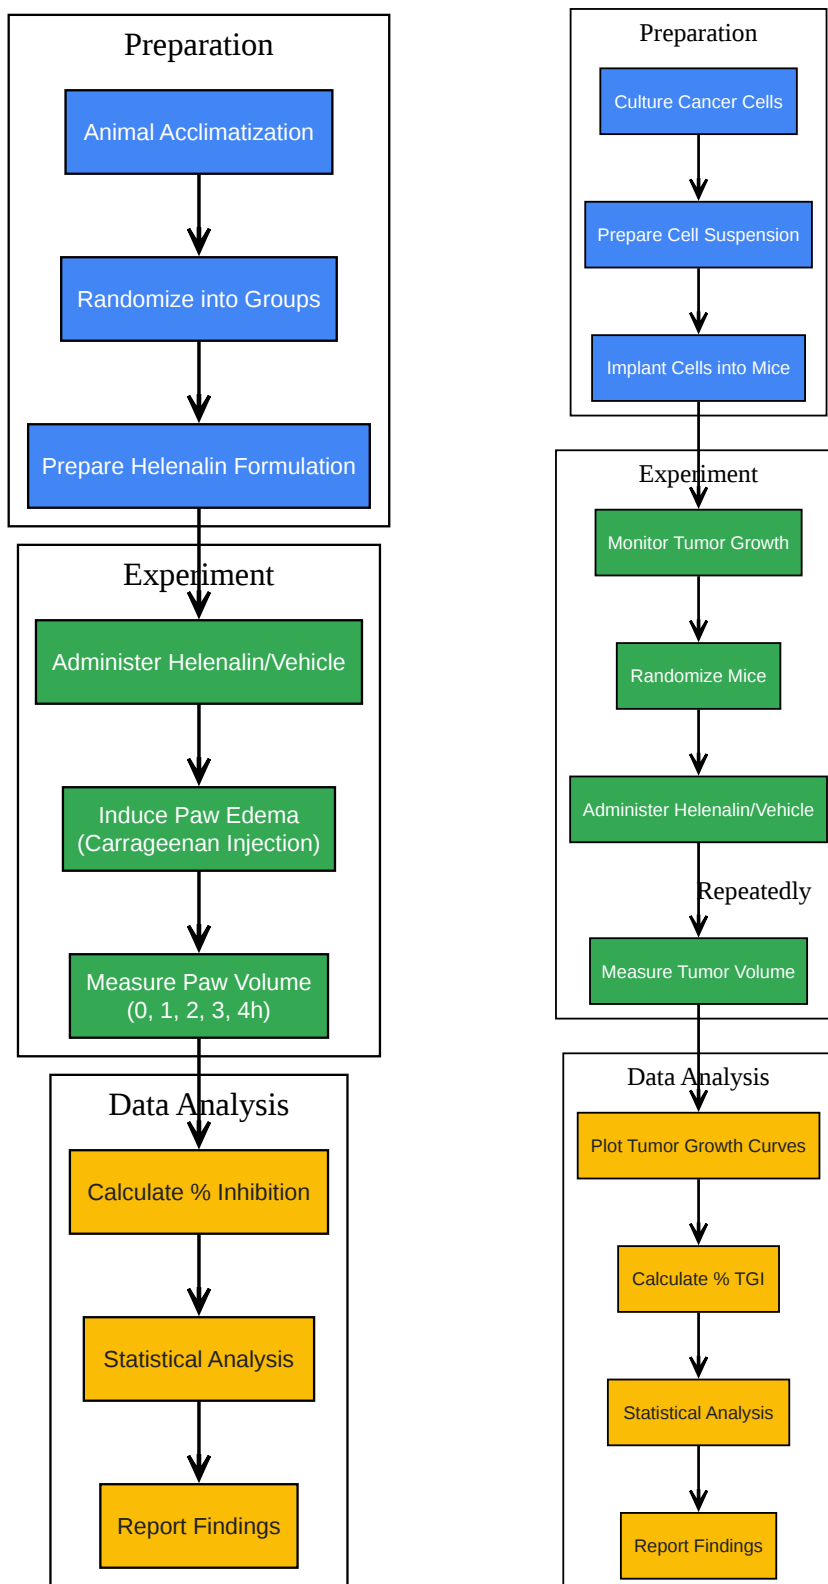 Preparation
Animal Acclimatization
Randomize into Groups
Prepare Helenalin Formulation
Experiment
Administer Helenalin/Vehicle
Induce Paw Edema
(Carrageenan Injection)
Measure Paw Volume
(0, 1, 2, 3, 4h)
Data Analysis
Calculate % Inhibition
Statistical Analysis
Report Findings
Preparation
Culture Cancer Cells
Prepare Cell Suspension
Implant Cells into Mice
Experiment
Monitor Tumor Growth
Randomize Mice
Administer Helenalin/Vehicle
Repeatedly
Measure Tumor Volume
Data Analysis
Plot Tumor Growth Curves
Calculate % TGI
Statistical Analysis
Report Findings